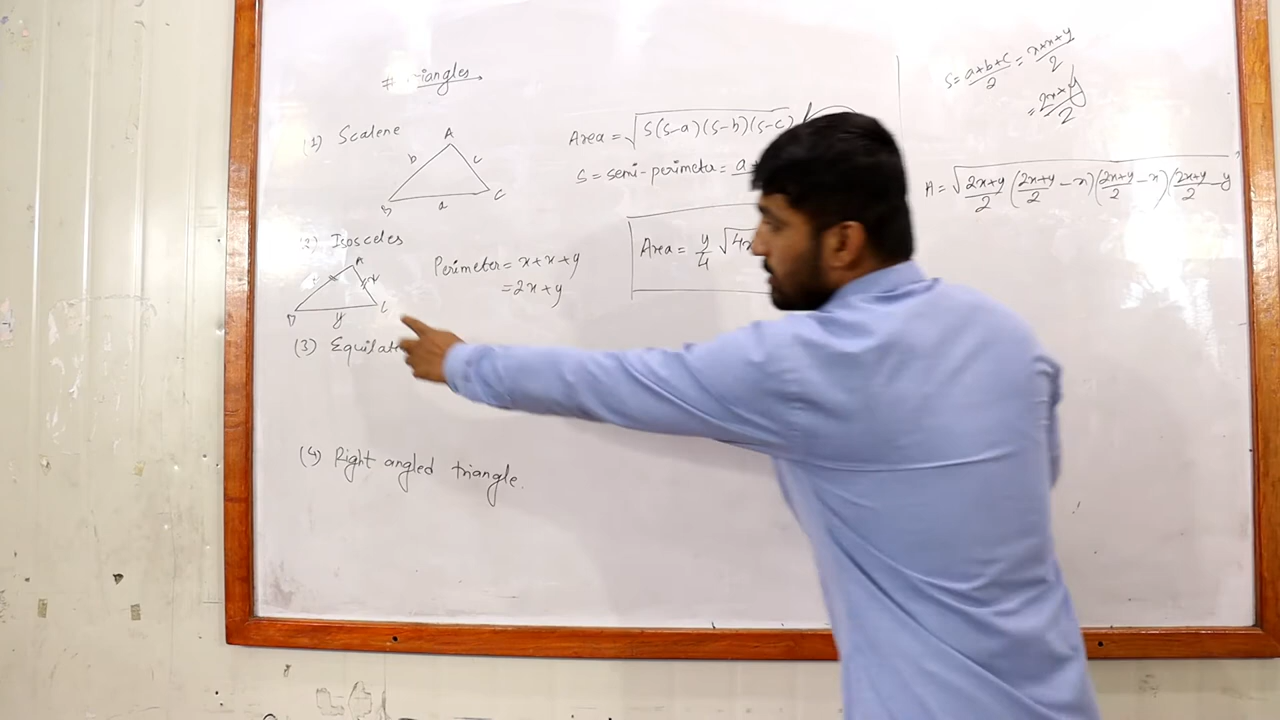 # Triangles
(1) Scalene
A
b c
B a C
Area = √s(s-a)(s-b)(s-c)
S = semi-perimeter = a +
(2) Isosceles
A
x x
B y C
Perimeter = x+x+y
= 2x+y
Area = y/4 √4x
(3) Equilat
(4) Right angled triangle.
S = a+b+c/2 = x+x+y/2
= 2x+y/2
A = √2x+y/2 (2x+y/2 - x)(2x+y/2 - x)(2x+y/2 - y